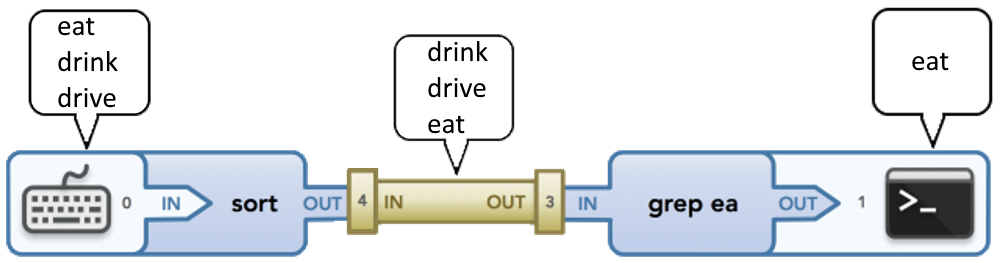 eat
drink
drive
drink
drive
eat
eat
0 IN sort OUT 4 IN OUT 3 IN grep ea OUT 1 >_